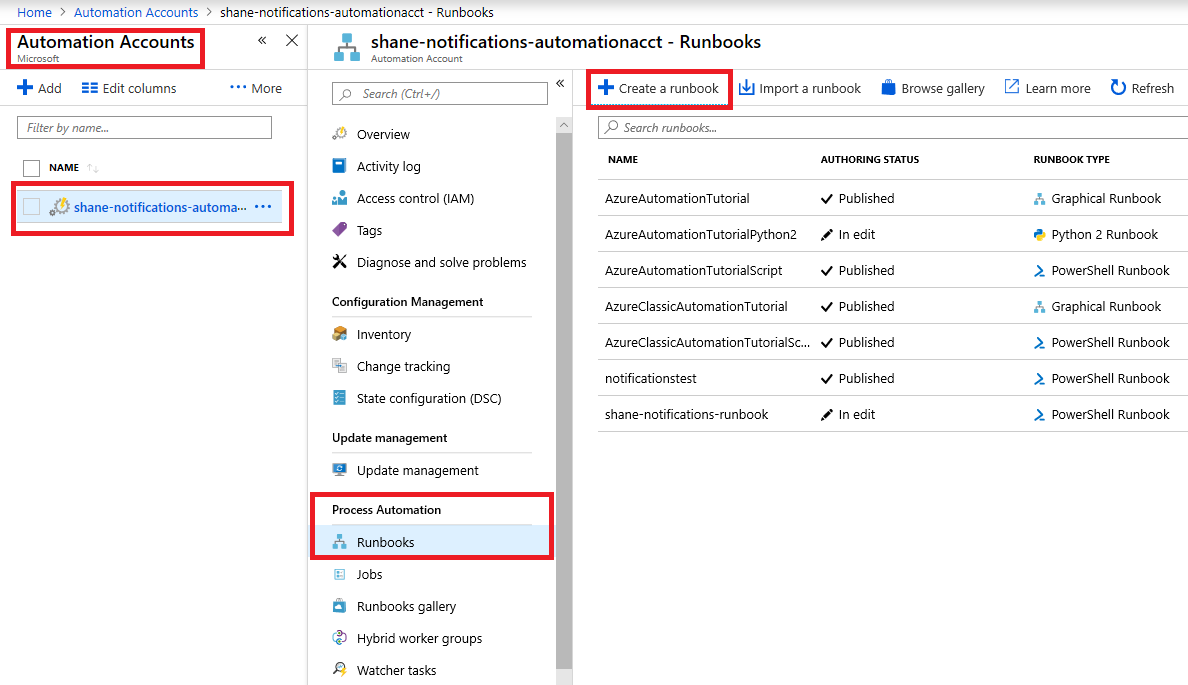 Home > Automation Accounts > shane-notifications-automationacct - Runbooks
Automation Accounts
Microsoft
Add Edit columns ··· More
Filter by name...
NAME
shane-notifications-automa... ···
shane-notifications-automationacct - Runbooks
Automation Account
Search (Ctrl+/)
Overview
Activity log
Access control (IAM)
Tags
Diagnose and solve problems
Configuration Management
Inventory
Change tracking
State configuration (DSC)
Update management
Update management
Process Automation
Runbooks
Jobs
Runbooks gallery
Hybrid worker groups
Watcher tasks
Create a runbook Import a runbook Browse gallery Learn more Refresh
Search runbooks...
NAME AUTHORING STATUS RUNBOOK TYPE
AzureAutomationTutorial Published Graphical Runbook
AzureAutomationTutorialPython2 In edit Python 2 Runbook
AzureAutomationTutorialScript Published PowerShell Runbook
AzureClassicAutomationTutorial Published Graphical Runbook
AzureClassicAutomationTutorialSc... Published PowerShell Runbook
notificationstest Published PowerShell Runbook
shane-notifications-runbook In edit PowerShell Runbook